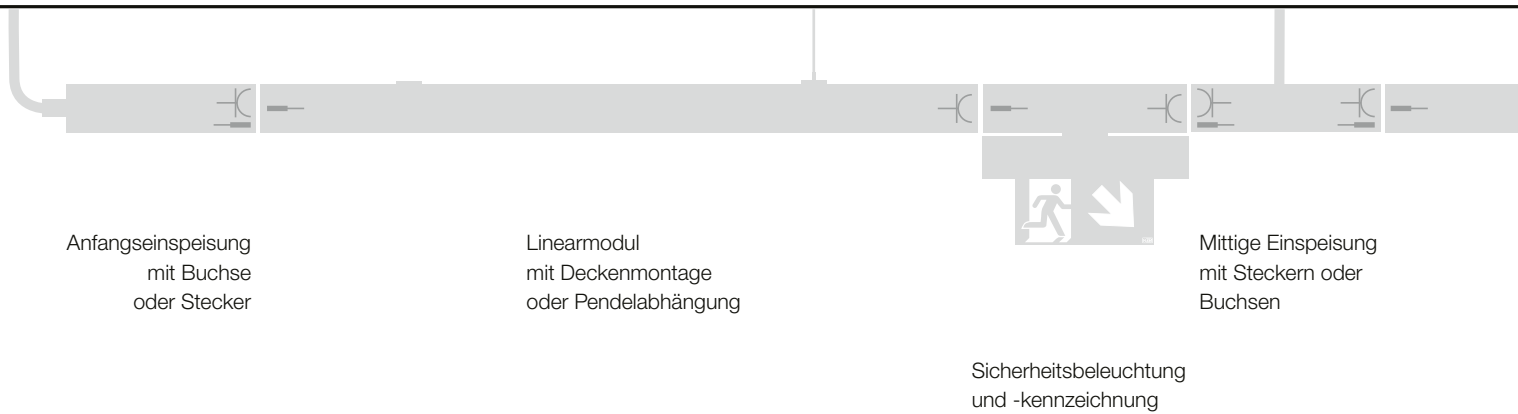 Anfangseinspeisung
mit Buchse
oder Stecker
Linearmodul
mit Deckenmontage
oder Pendelabhängung
Mittige Einspeisung
mit Steckern oder
Buchsen
Sicherheitsbeleuchtung
und -kennzeichnung